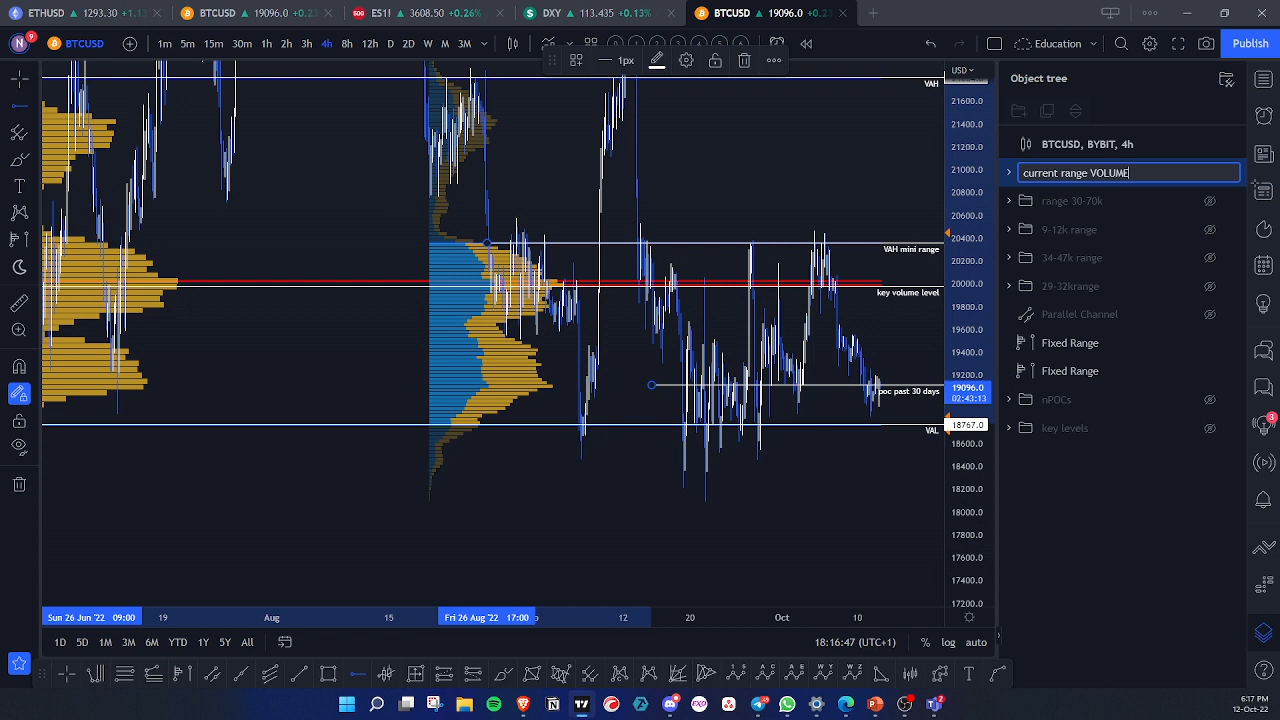 ETHUSD 1293.30 +1.13
BTCUSD 19096.0 +0.23
ES1! 3608.50 +0.26%
DXY 113.435 +0.13%
BTCUSD 19096.0 +0.23
N 9 BTCUSD 1m 5m 15m 30m 1h 2h 3h 4h 8h 12h D 2D W M 3M
Education Publish
1px
USD
VAH
21600.0
21400.0
21200.0
21000.0
20800.0
20600.0
20400.0
VAH mini range
20200.0
20000.0
key volume level
19800.0
19600.0
19400.0
19200.0
19096.0
02:43:13
poc past 30 days
18767.0
VAL
18600.0
18400.0
18200.0
18000.0
17800.0
17600.0
17400.0
17200.0
Object tree
BTCUSD, BYBIT, 4h
current range VOLUME
range 30-70k
9-12k range
34-47k range
29-32krange
Parallel Channel
Fixed Range
Fixed Range
nPOCs
key levels
3
Sun 26 Jun '22 09:00 19 Aug 15 Fri 26 Aug '22 17:00 12 20 Oct 10
1D 5D 1M 3M 6M YTD 1Y 5Y All
18:16:47 (UTC+1) % log auto
6:17 PM
12-Oct-22